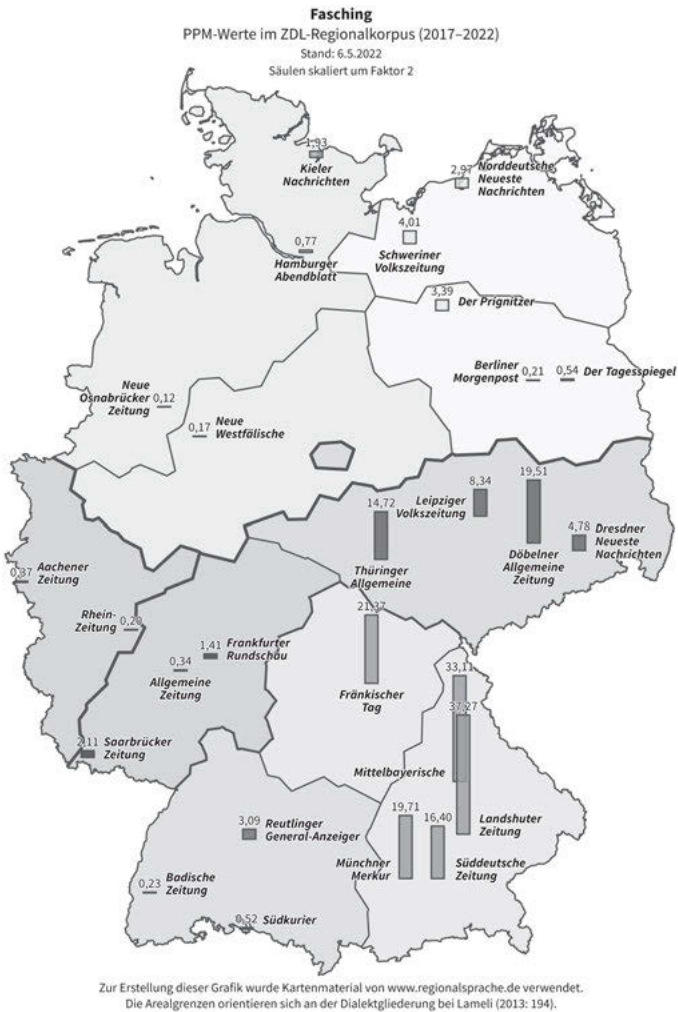 Fasching
PPM-Werte im ZDL-Regionalkorpus (2017–2022)
Stand: 6.5.2022
Säulen skaliert um Faktor 2
1,93
Kieler
Nachrichten
2,97
Norddeutsche
Neueste
Nachrichten
4,01
Schweriner
Volkszeitung
0,77
Hamburger
Abendblatt
3,39
Der Prignitzer
Berliner
Morgenpost
0,21
0,54
Der Tagesspiegel
Neue
Osnabrücker
Zeitung
0,12
0,17
Neue
Westfälische
14,72
Thüringer
Allgemeine
8,34
Leipziger
Volkszeitung
19,51
Döbelner
Allgemeine
Zeitung
4,78
Dresdner
Neueste
Nachrichten
0,37
Aachener
Zeitung
Rhein-
Zeitung
0,20
1,41
Frankfurter
Rundschau
0,34
Allgemeine
Zeitung
21,37
Fränkischer
Tag
2,11
Saarbrücker
Zeitung
33,11
37,27
Mittelbayerische
Landshuter
Zeitung
3,09
Reutlinger
General-Anzeiger
19,71
Münchner
Merkur
16,40
Süddeutsche
Zeitung
0,23
Badische
Zeitung
0,52
Südkurier
Zur Erstellung dieser Grafik wurde Kartenmaterial von www.regionalsprache.de verwendet.
Die Arealgrenzen orientieren sich an der Dialektgliederung bei Lameli (2013: 194).